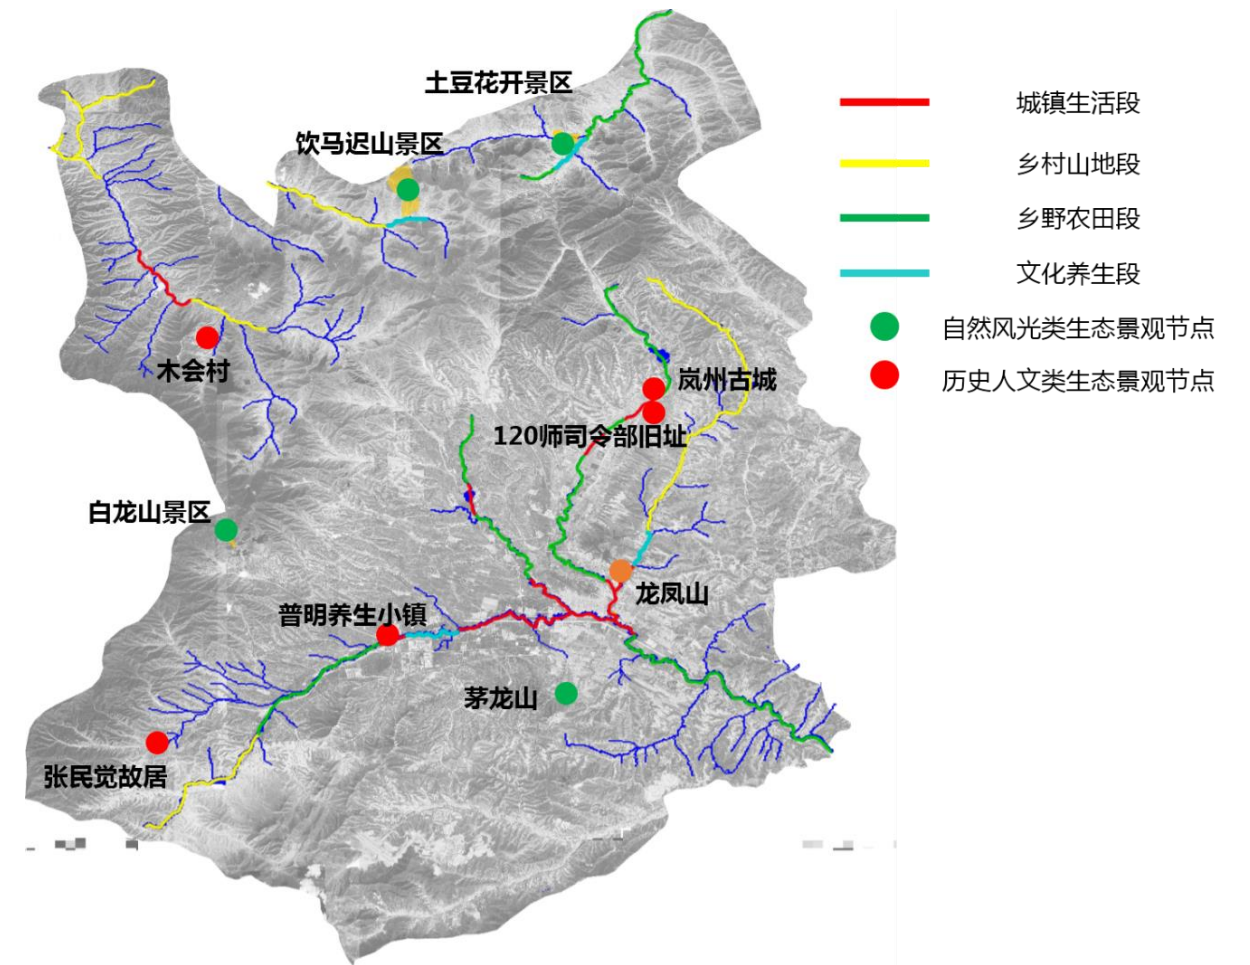 土豆花开景区
饮马迟山景区
木会村
岚州古城
120师司令部旧址
白龙山景区
龙凤山
普明养生小镇
茅龙山
张民觉故居
城镇生活段
乡村山地段
乡野农田段
文化养生段
自然风光类生态景观节点
历史人文类生态景观节点